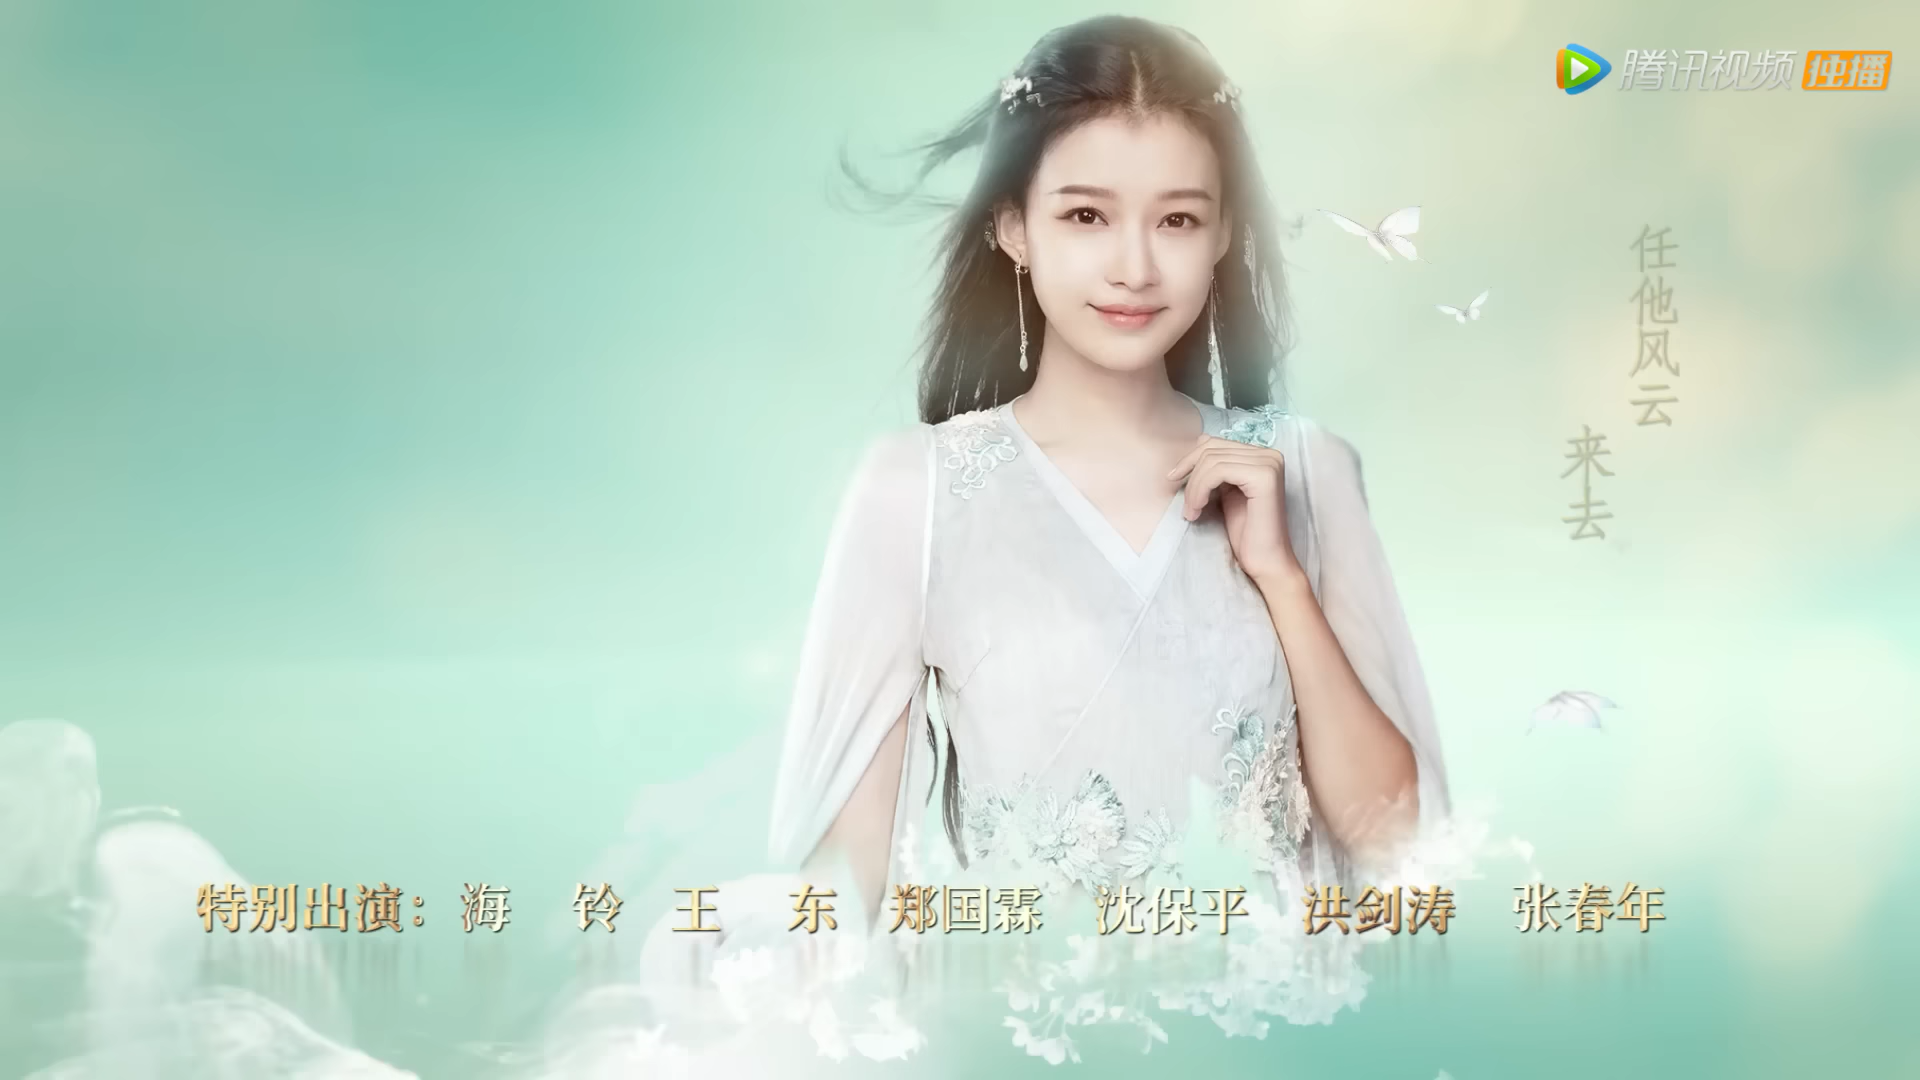 腾讯视频 独播
任他风云
来去
特别出演：海 铃 王 东 郑国霖 沈保平 洪剑涛 张春年